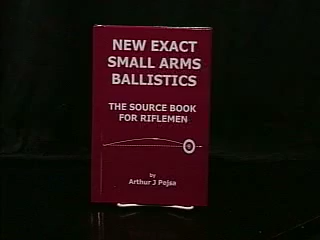 NEW EXACT
SMALL ARMS
BALLISTICS
THE SOURCE BOOK
FOR RIFLEMEN
by
Arthur J Pejsa